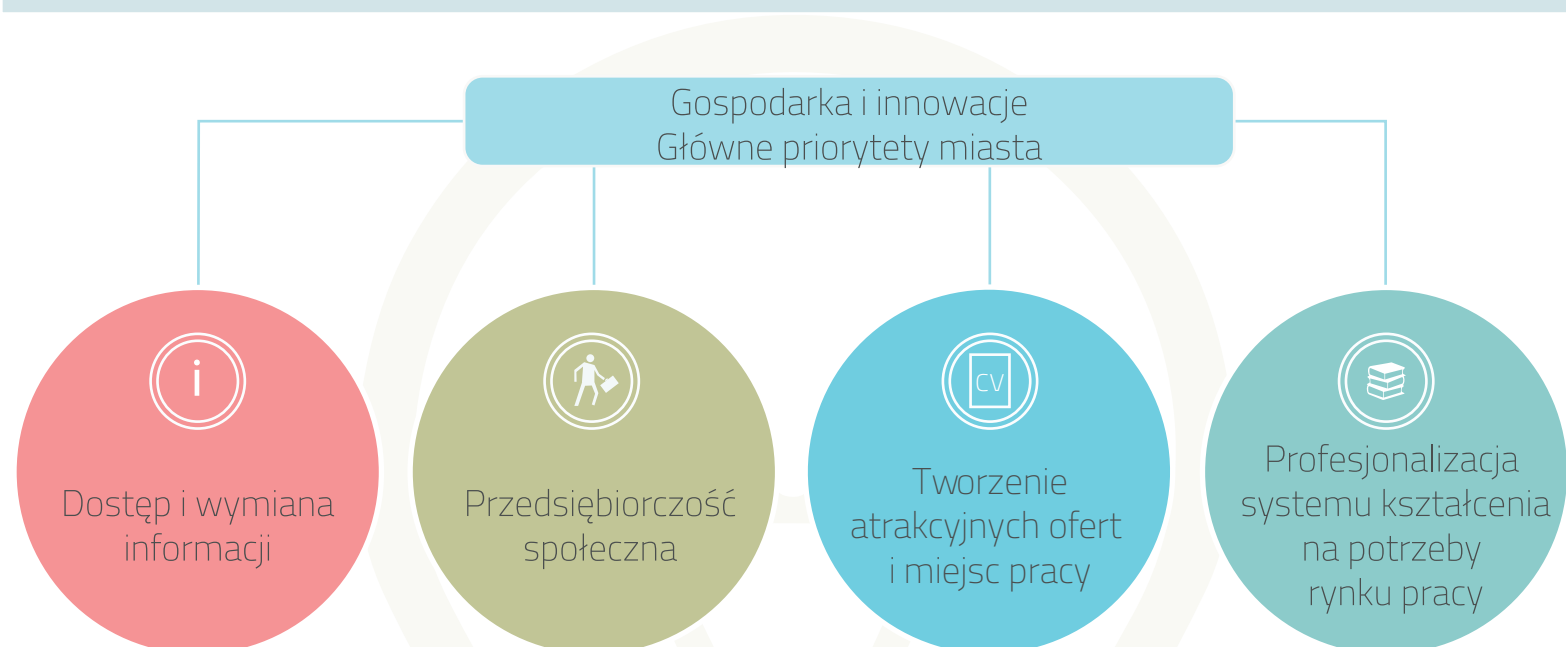 Gospodarka i innowacje
Główne priorytety miasta
i
Dostęp i wymiana
informacji
Przedsiębiorczość
społeczna
CV
Tworzenie
atrakcyjnych ofert
i miejsc pracy
Profesjonalizacja
systemu kształcenia
na potrzeby
rynku pracy